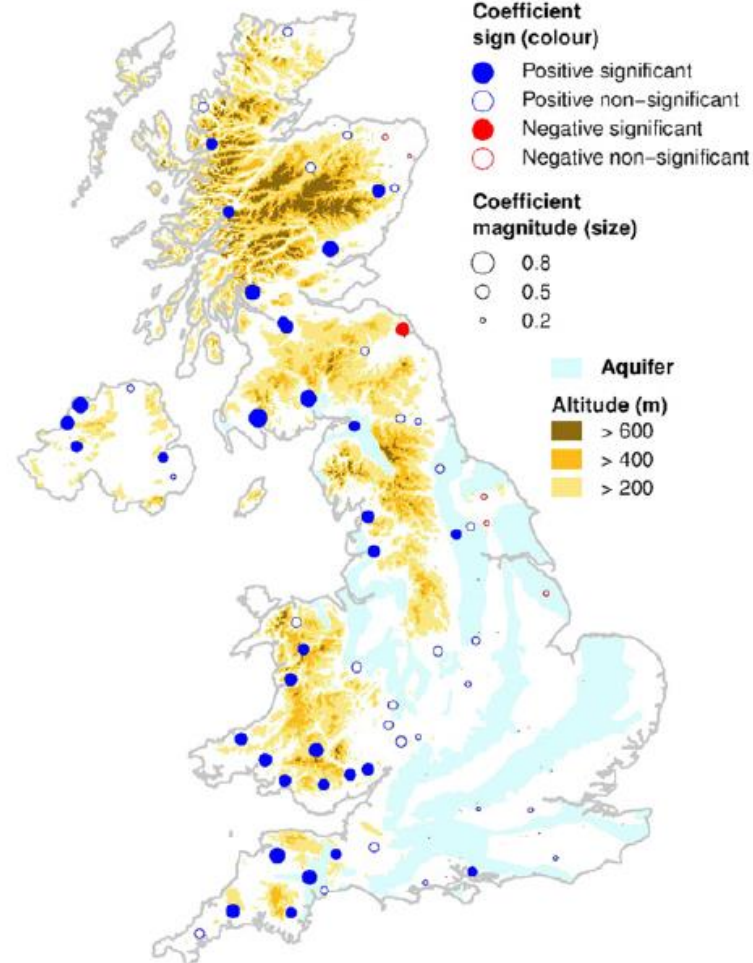 Coefficient
sign (colour)
Positive significant
Positive non-significant
Negative significant
Negative non-significant
Coefficient
magnitude (size)
0.8
0.5
0.2
Aquifer
Altitude (m)
> 600
> 400
> 200